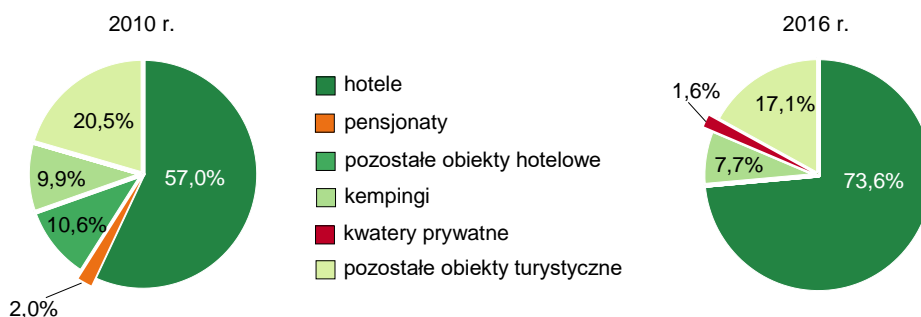 2010 r.
20,5%
9,9%
10,6%
2,0%
57,0%
hotele
pensjonaty
pozostałe obiekty hotelowe
kempingi
kwatery prywatne
pozostałe obiekty turystyczne
2016 r.
1,6%
17,1%
7,7%
73,6%